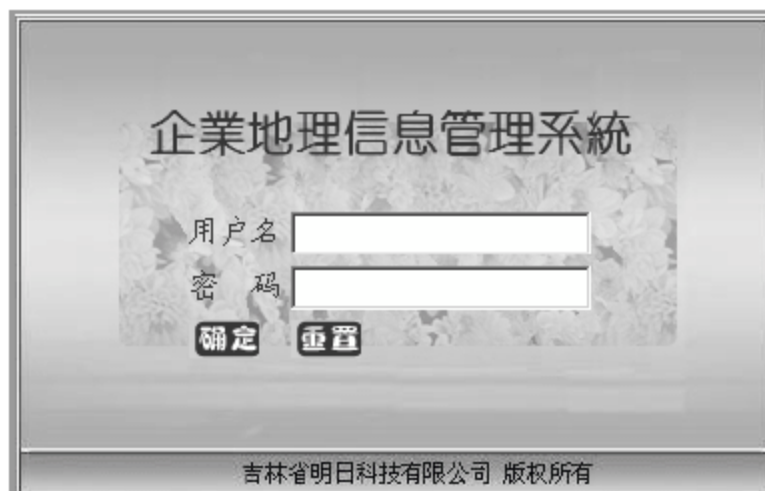 企業地理信息管理系統
用户名
密 码
确定 重置
吉林省明日科技有限公司 版权所有